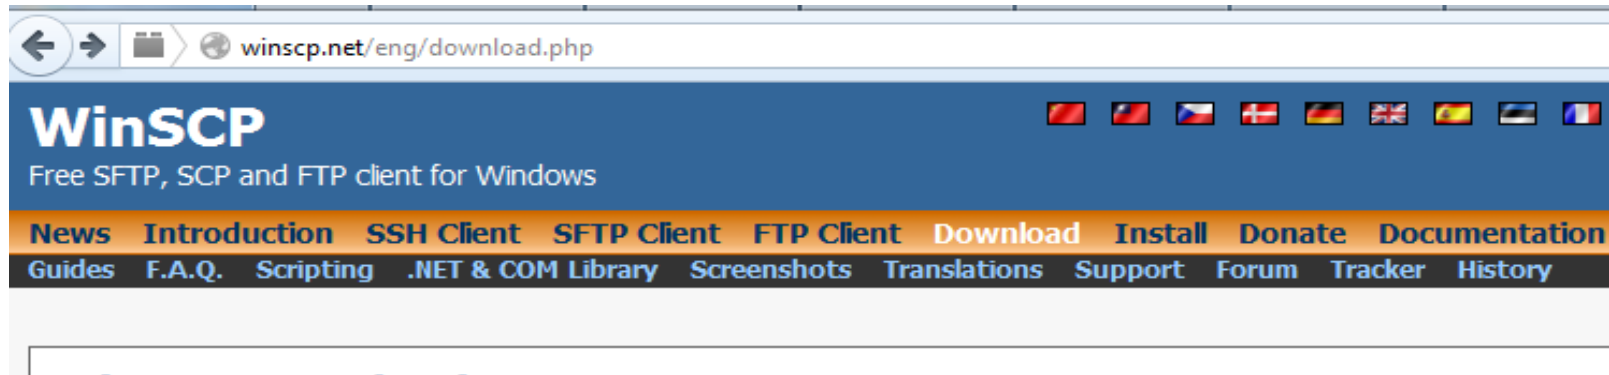 winscp.net/eng/download.php
WinSCP
Free SFTP, SCP and FTP client for Windows
News Introduction SSH Client SFTP Client FTP Client Download Install Donate Documentation
Guides F.A.Q. Scripting .NET & COM Library Screenshots Translations Support Forum Tracker History